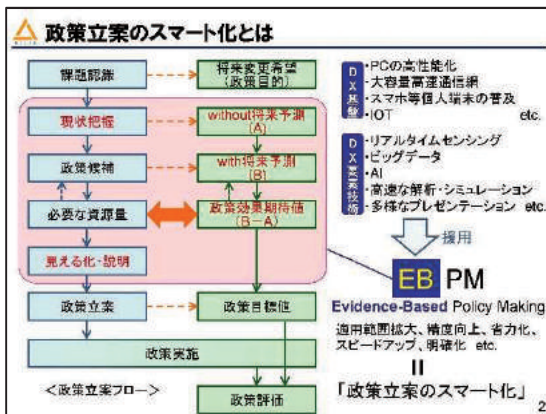 政策立案のスマート化とは
課題認識
将来変更希望
(政策目的)
現状把握
without将来予測
(A)
政策候補
with将来予測
(B)
必要な資源量
政策効果期待値
(B-A)
見える化・説明
政策立案
政策目標値
政策実施
<政策立案フロー>
政策評価
DX基盤
・PCの高性能化
・大容量高速通信網
・スマホ等個人端末の普及
・IOT etc.
・リアルタイムセンシング
・ビッグデータ
・AI
・高速な解析・シミュレーション
・多様なプレゼンテーション etc.
援用
EB PM
Evidence-Based Policy Making
適用範囲拡大、精度向上、省力化、
スピードアップ、明確化 etc.
||
「政策立案のスマート化」
2